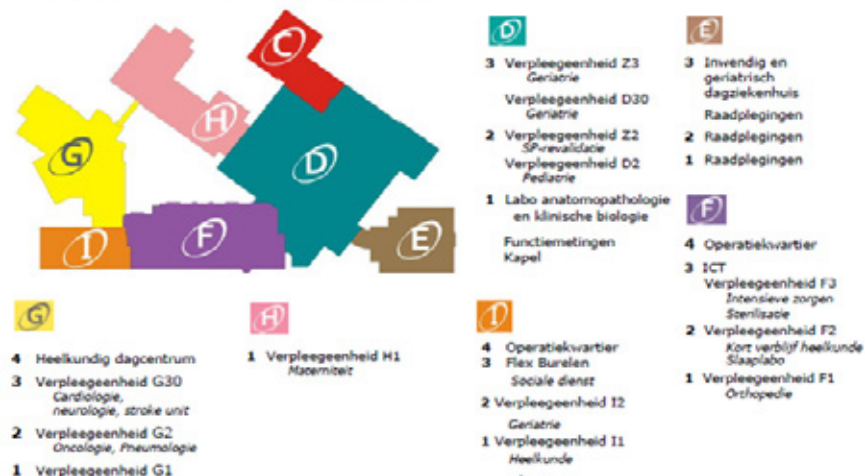 C
H
G
D
I
F
E
D
3 Verpleegeenheid Z3
Geriatrie
Verpleegeenheid D30
Geriatrie
2 Verpleegeenheid Z2
SP-revalidatie
Verpleegeenheid D2
Pediatrie
1 Labo anatomopathologie
en klinische biologie
Functiemetingen
Kapel
E
3 Invendig en
geriatrisch
dagziekenhuis
Raadplegingen
2 Raadplegingen
1 Raadplegingen
F
4 Operatiekwartier
3 ICT
Verpleegeenheid F3
Intensieve zorgen
Sterilisatie
2 Verpleegeenheid F2
Kort verblijf heelkunde
Slaaplabo
1 Verpleegeenheid F1
Orthopedie
G
4 Heelkundig dagcentrum
3 Verpleegeenheid G30
Cardiologie,
neurologie, stroke unit
2 Verpleegeenheid G2
Oncologie, Pneumologie
1 Verpleegeenheid G1
H
1 Verpleegeenheid H1
Materniteit
I
4 Operatiekwartier
3 Flex Burelen
Sociale dienst
2 Verpleegeenheid I2
Geriatrie
1 Verpleegeenheid I1
Heelkunde